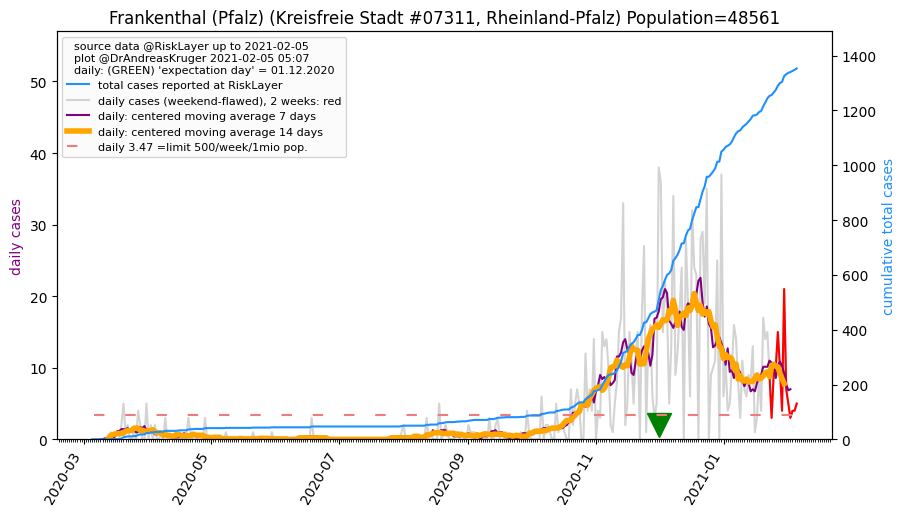 Frankenthal (Pfalz) (Kreisfreie Stadt #07311, Rheinland-Pfalz) Population=48561
source data @RiskLayer up to 2021-02-05
plot @DrAndreasKruger 2021-02-05 05:07
daily: (GREEN) 'expectation day' = 01.12.2020
total cases reported at RiskLayer
daily cases (weekend-flawed), 2 weeks: red
daily: centered moving average 7 days
daily: centered moving average 14 days
daily 3.47 =limit 500/week/1mio pop.
daily cases
50
40
30
20
10
0
cumulative total cases
1400
1200
1000
800
600
400
200
0
2020-03
2020-05
2020-07
2020-09
2020-11
2021-01